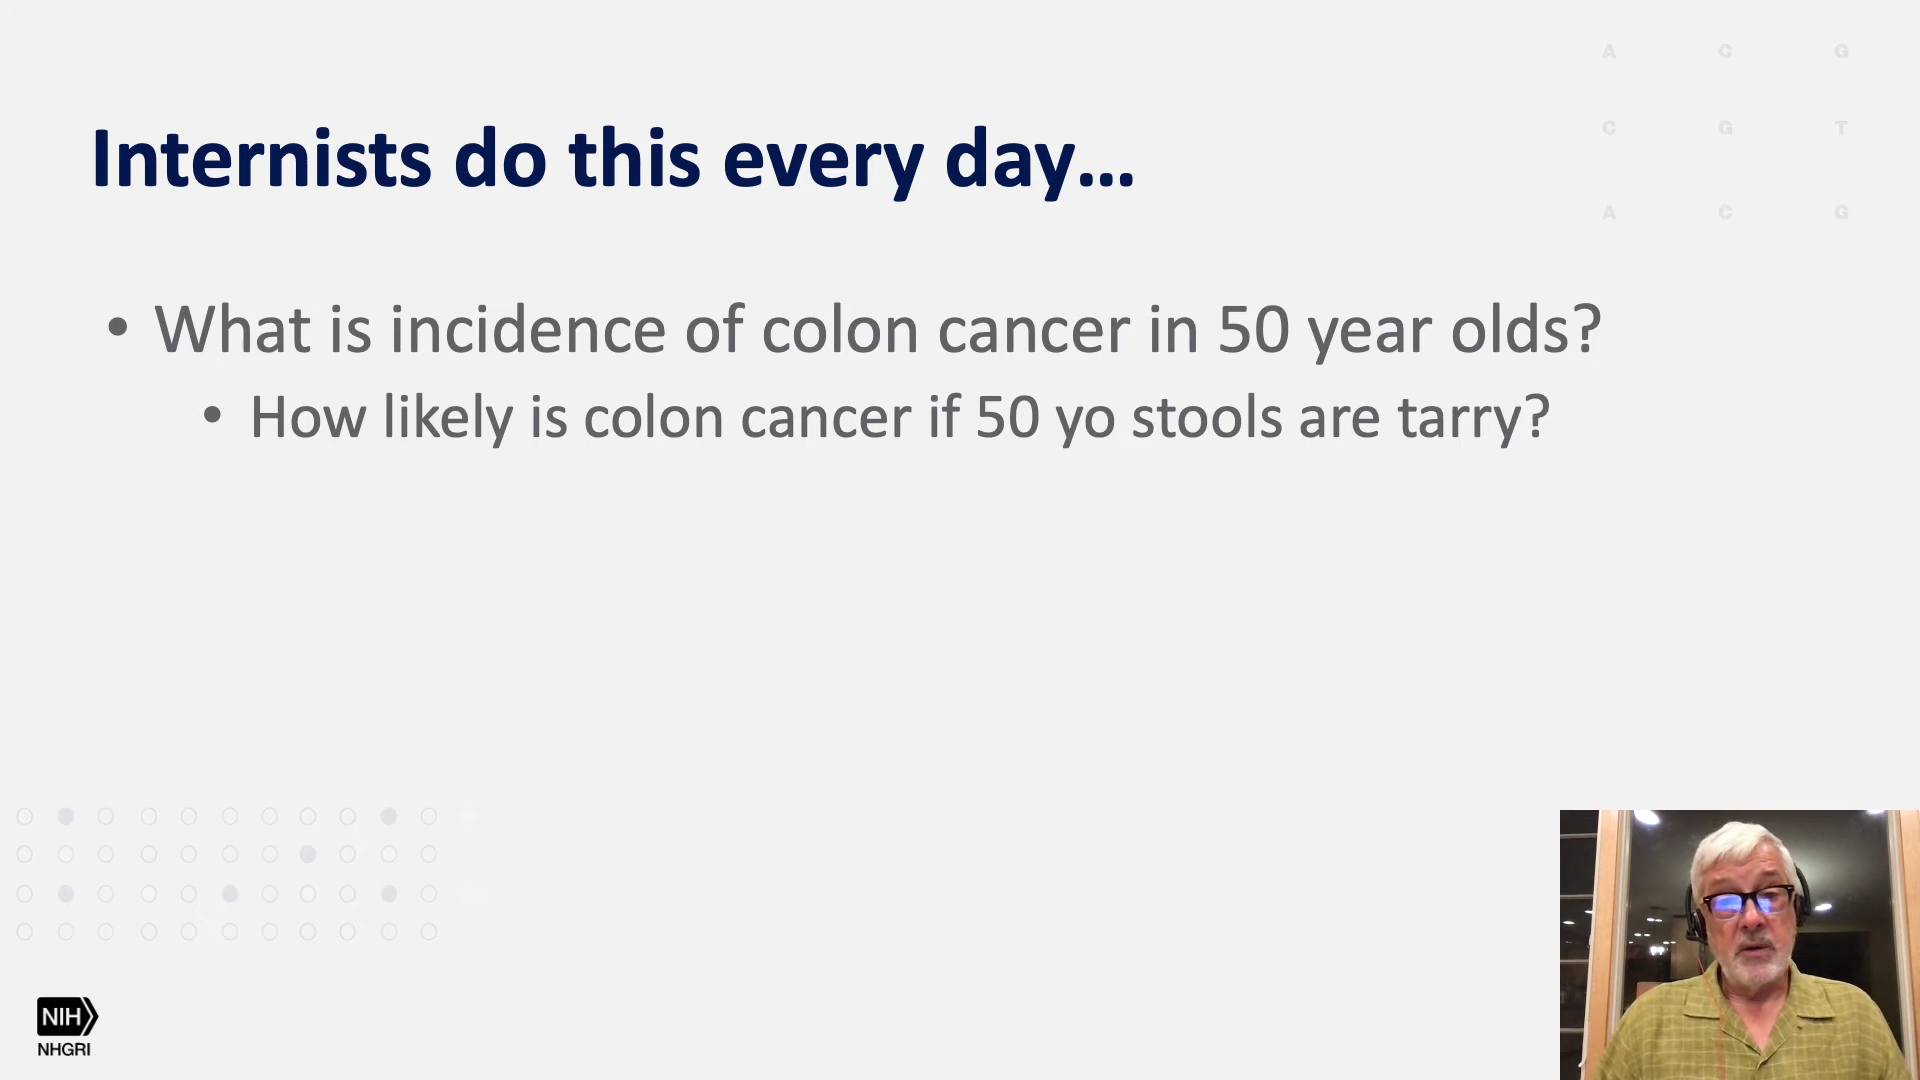 A C G
C G T
A C G
Internists do this every day...
• What is incidence of colon cancer in 50 year olds?
• How likely is colon cancer if 50 yo stools are tarry?
NIH
NHGRI